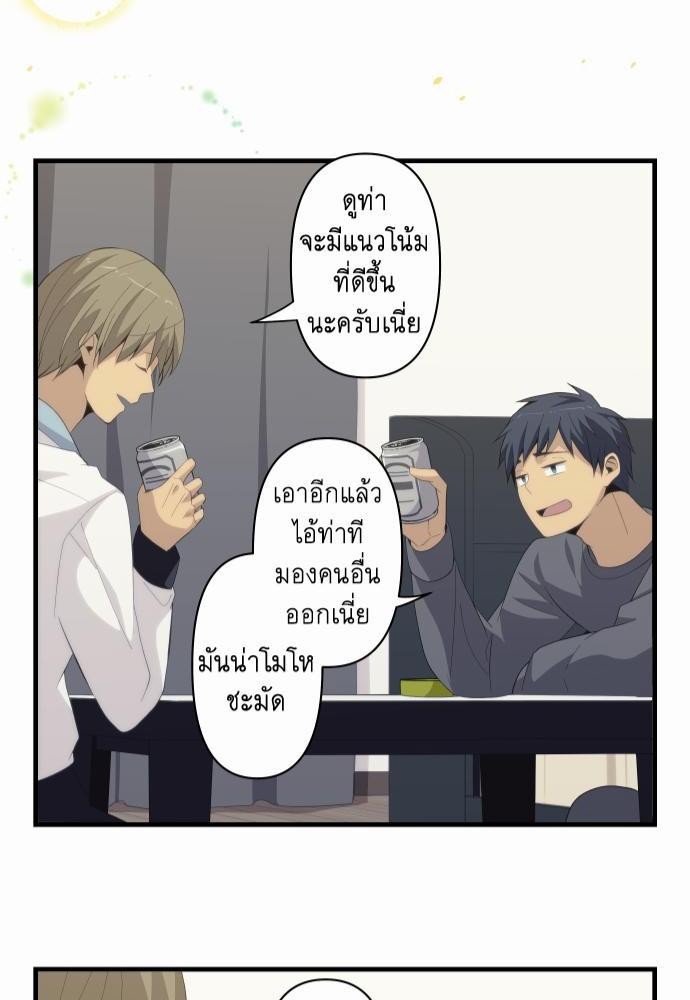 ดูท่า
จะมีแนวโน้ม
ที่ดีขึ้น
นะครับเนี่ย
เอาอีกแล้ว
ไอ้ท่าที
มองคนอื่น
ออกเนี่ย
มันน่าโมโห
ชะมัด